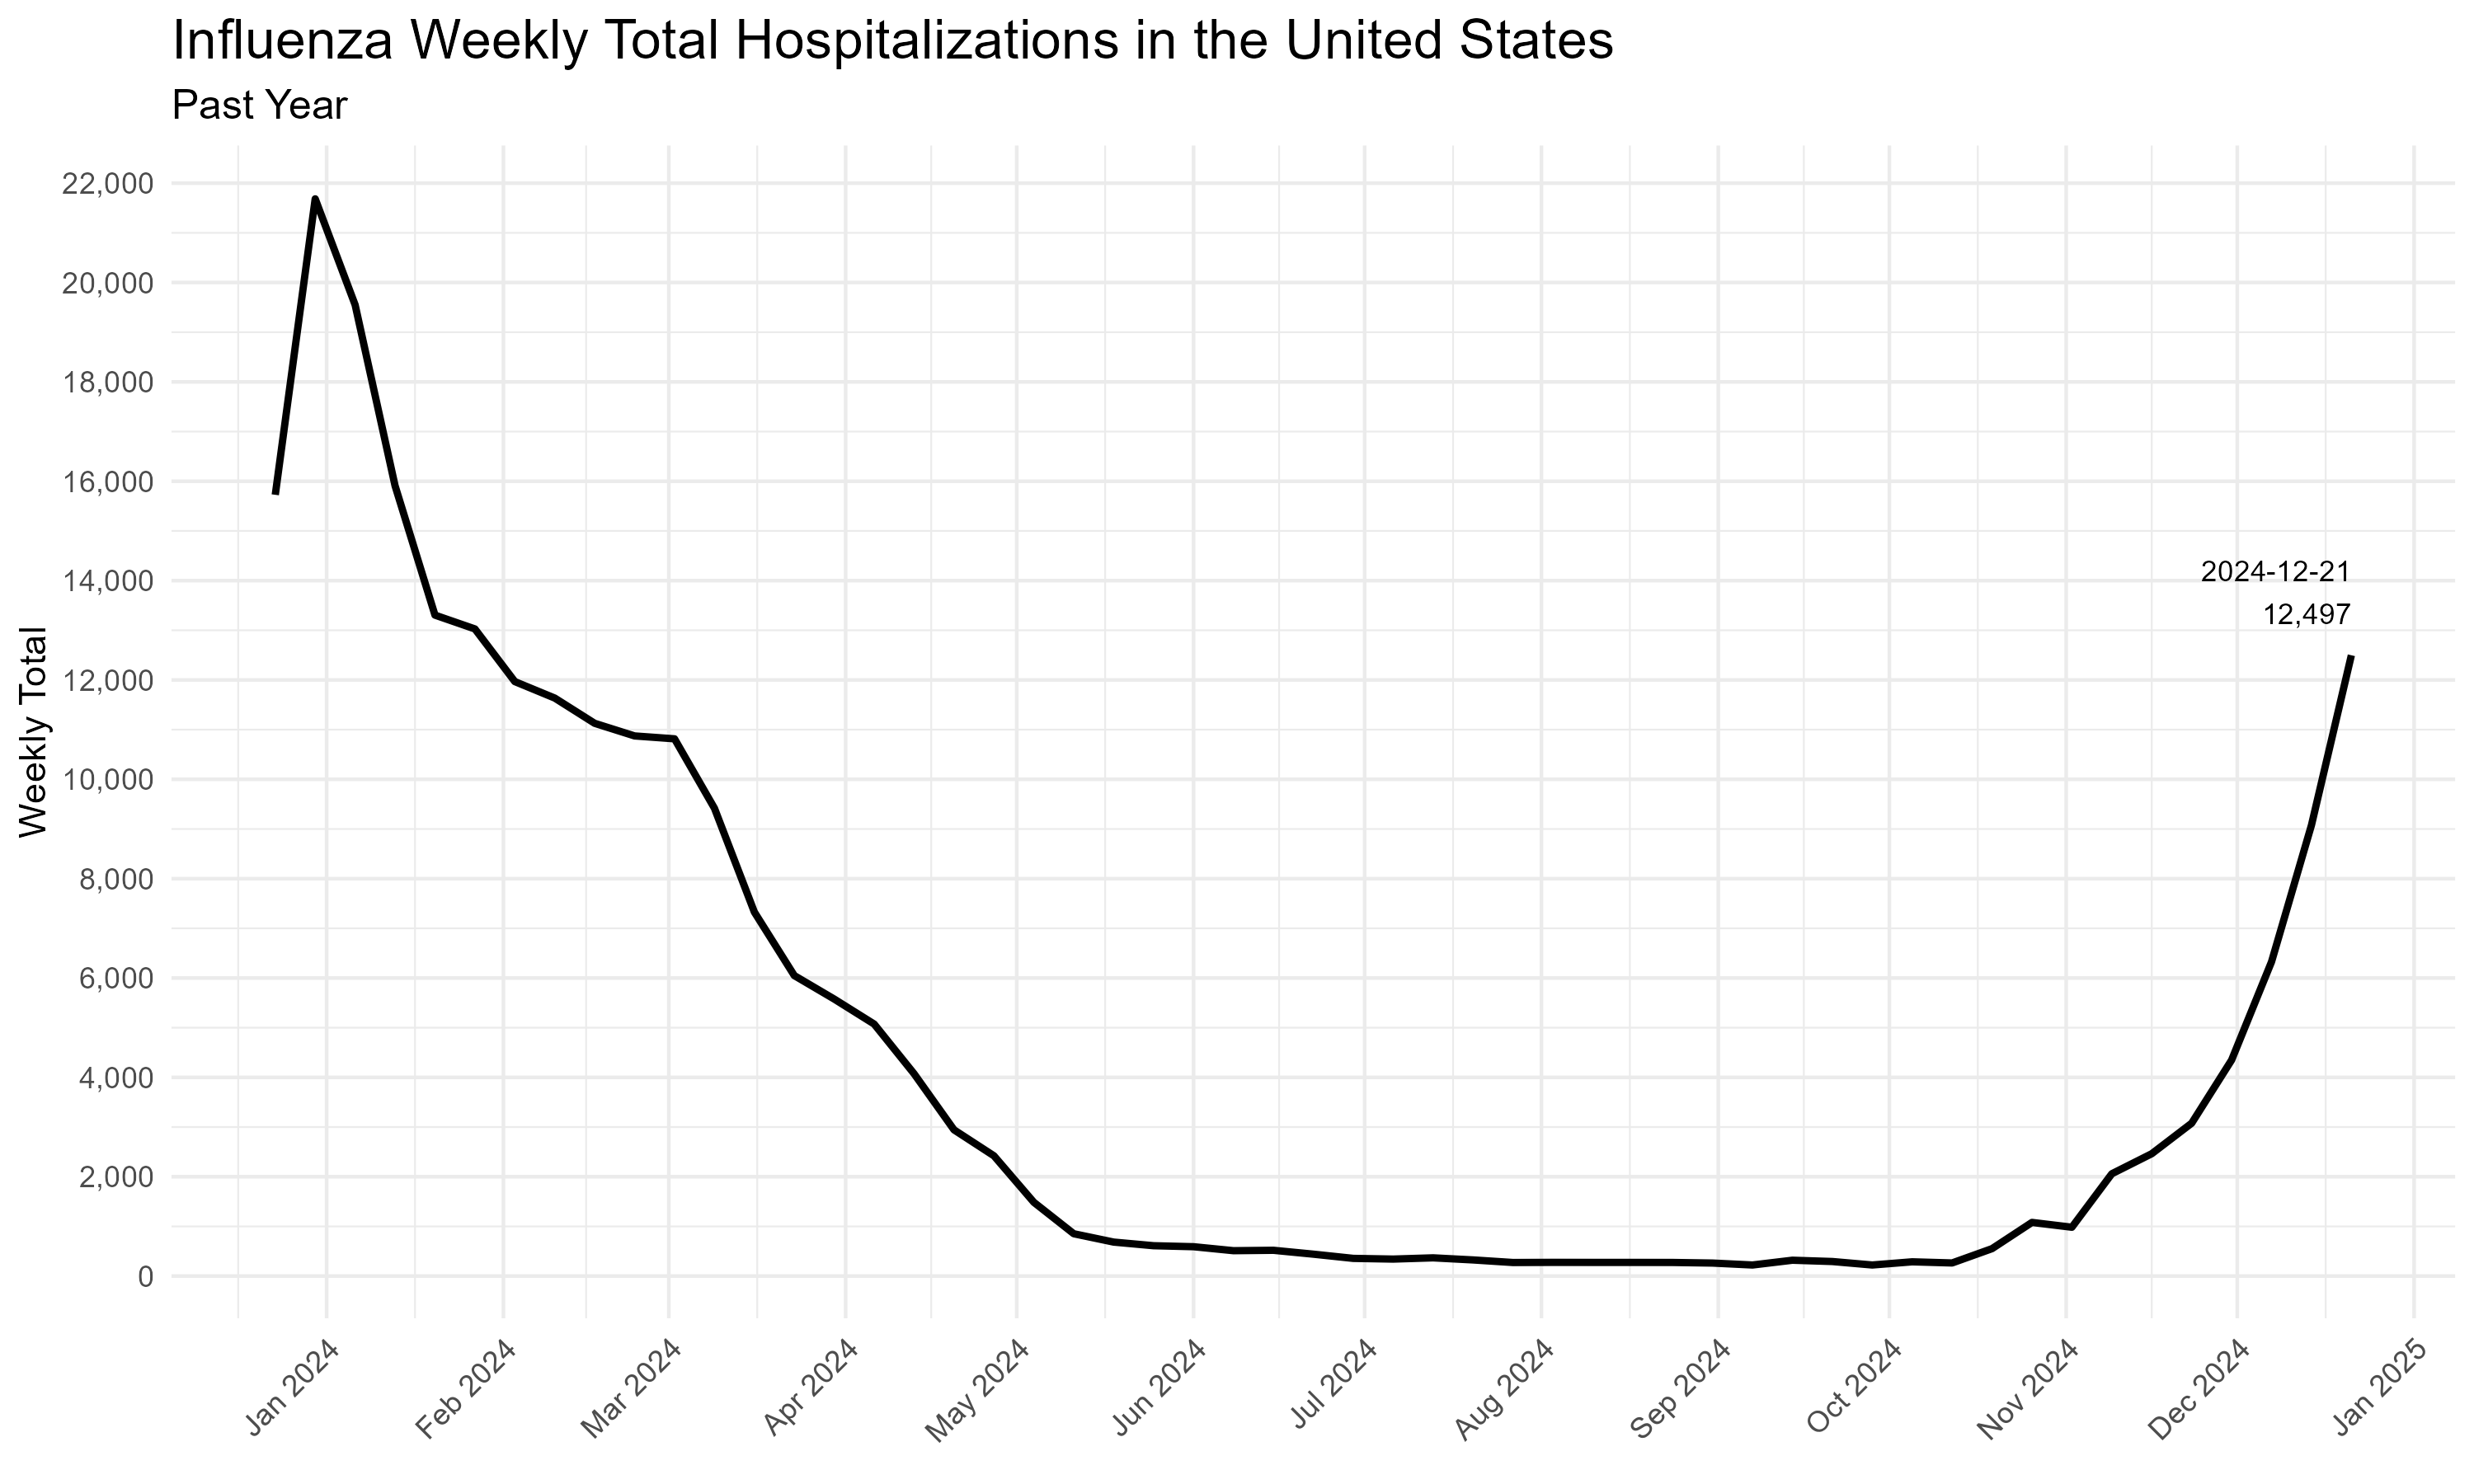 Influenza Weekly Total Hospitalizations in the United States
Past Year
Weekly Total
22,000
20,000
18,000
16,000
14,000
12,000
10,000
8,000
6,000
4,000
2,000
0
2024-12-21
12,497
Jan 2024
Feb 2024
Mar 2024
Apr 2024
May 2024
Jun 2024
Jul 2024
Aug 2024
Sep 2024
Oct 2024
Nov 2024
Dec 2024
Jan 2025